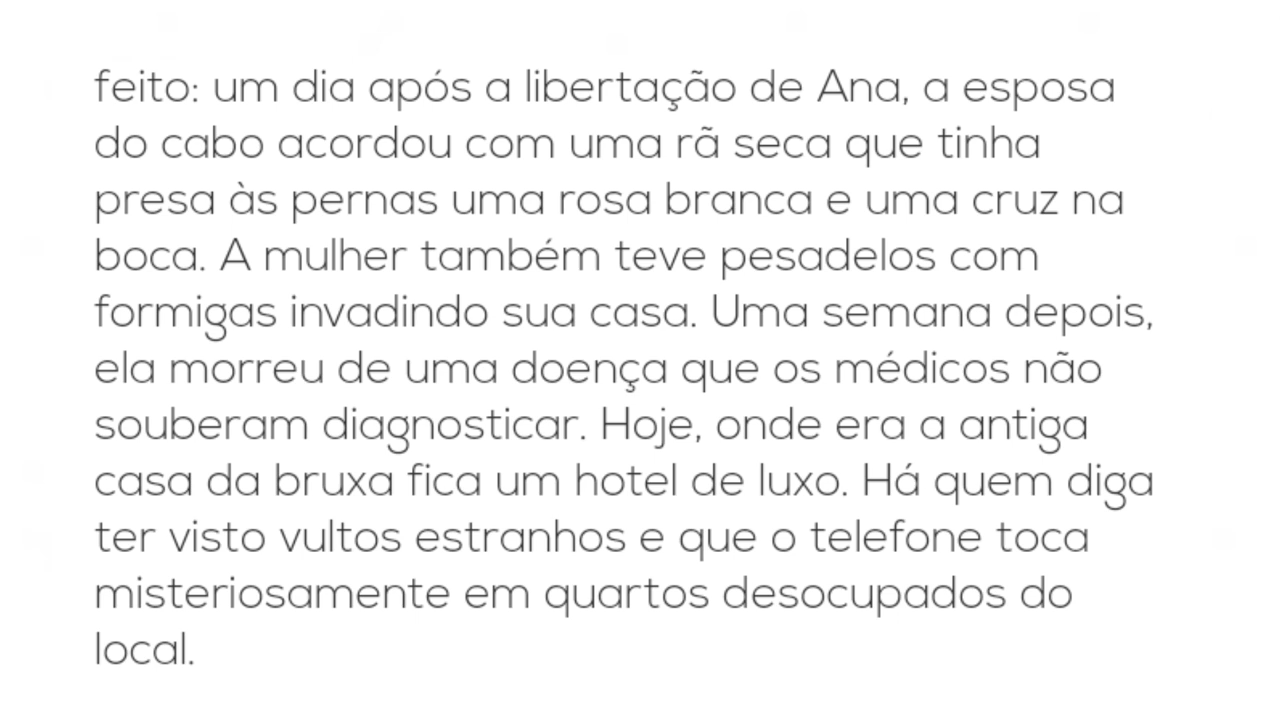 feito: um dia após a libertação de Ana, a esposa
do cabo acordou com uma rã seca que tinha
presa às pernas uma rosa branca e uma cruz na
boca. A mulher também teve pesadelos com
formigas invadindo sua casa. Uma semana depois,
ela morreu de uma doença que os médicos não
souberam diagnosticar. Hoje, onde era a antiga
casa da bruxa fica um hotel de luxo. Há quem diga
ter visto vultos estranhos e que o telefone toca
misteriosamente em quartos desocupados do
local.